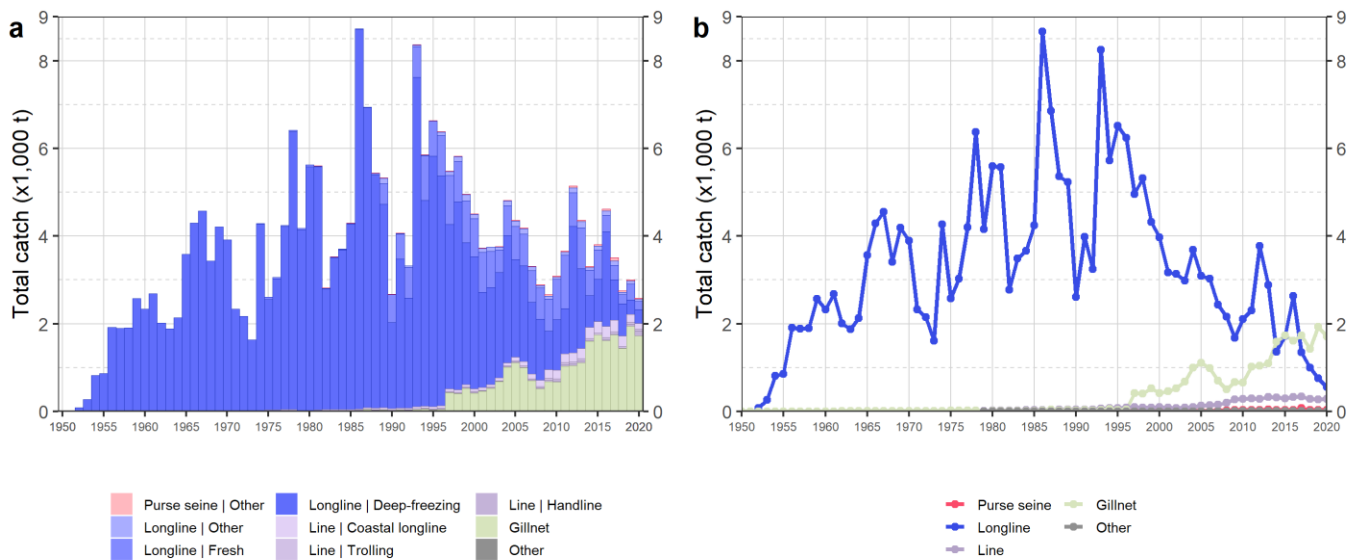 a
Total catch (x1,000 t)
9
8
6
4
2
0
9
8
6
4
2
0
1950 1955 1960 1965 1970 1975 1980 1985 1990 1995 2000 2005 2010 2015 2020
Purse seine | Other
Longline | Other
Longline | Fresh
Longline | Deep-freezing
Line | Coastal longline
Line | Trolling
Line | Handline
Gillnet
Other
b
Total catch (x1,000 t)
9
8
6
4
2
0
9
8
6
4
2
0
1950 1955 1960 1965 1970 1975 1980 1985 1990 1995 2000 2005 2010 2015 2020
Purse seine
Longline
Line
Gillnet
Other